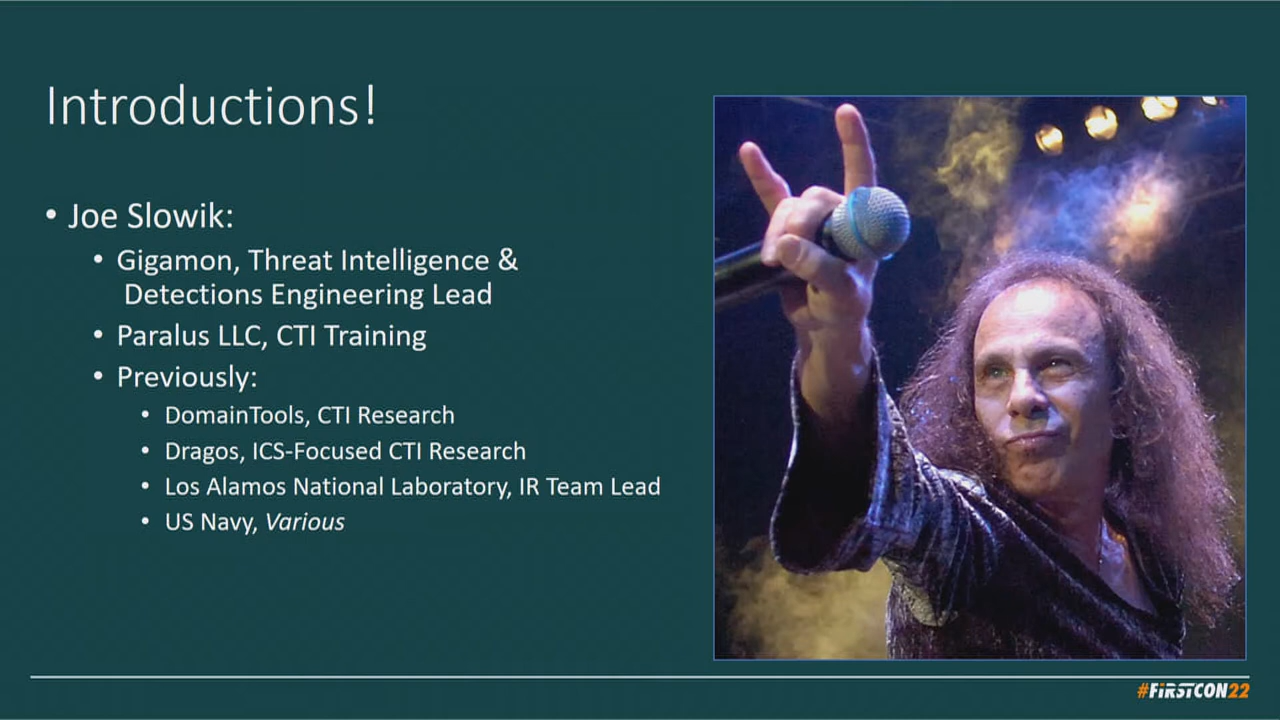 Introductions!
• Joe Slowik:
• Gigamon, Threat Intelligence &
Detections Engineering Lead
• Paralus LLC, CTI Training
• Previously:
• DomainTools, CTI Research
• Dragos, ICS-Focused CTI Research
• Los Alamos National Laboratory, IR Team Lead
• US Navy, Various
#FiRSTCON22